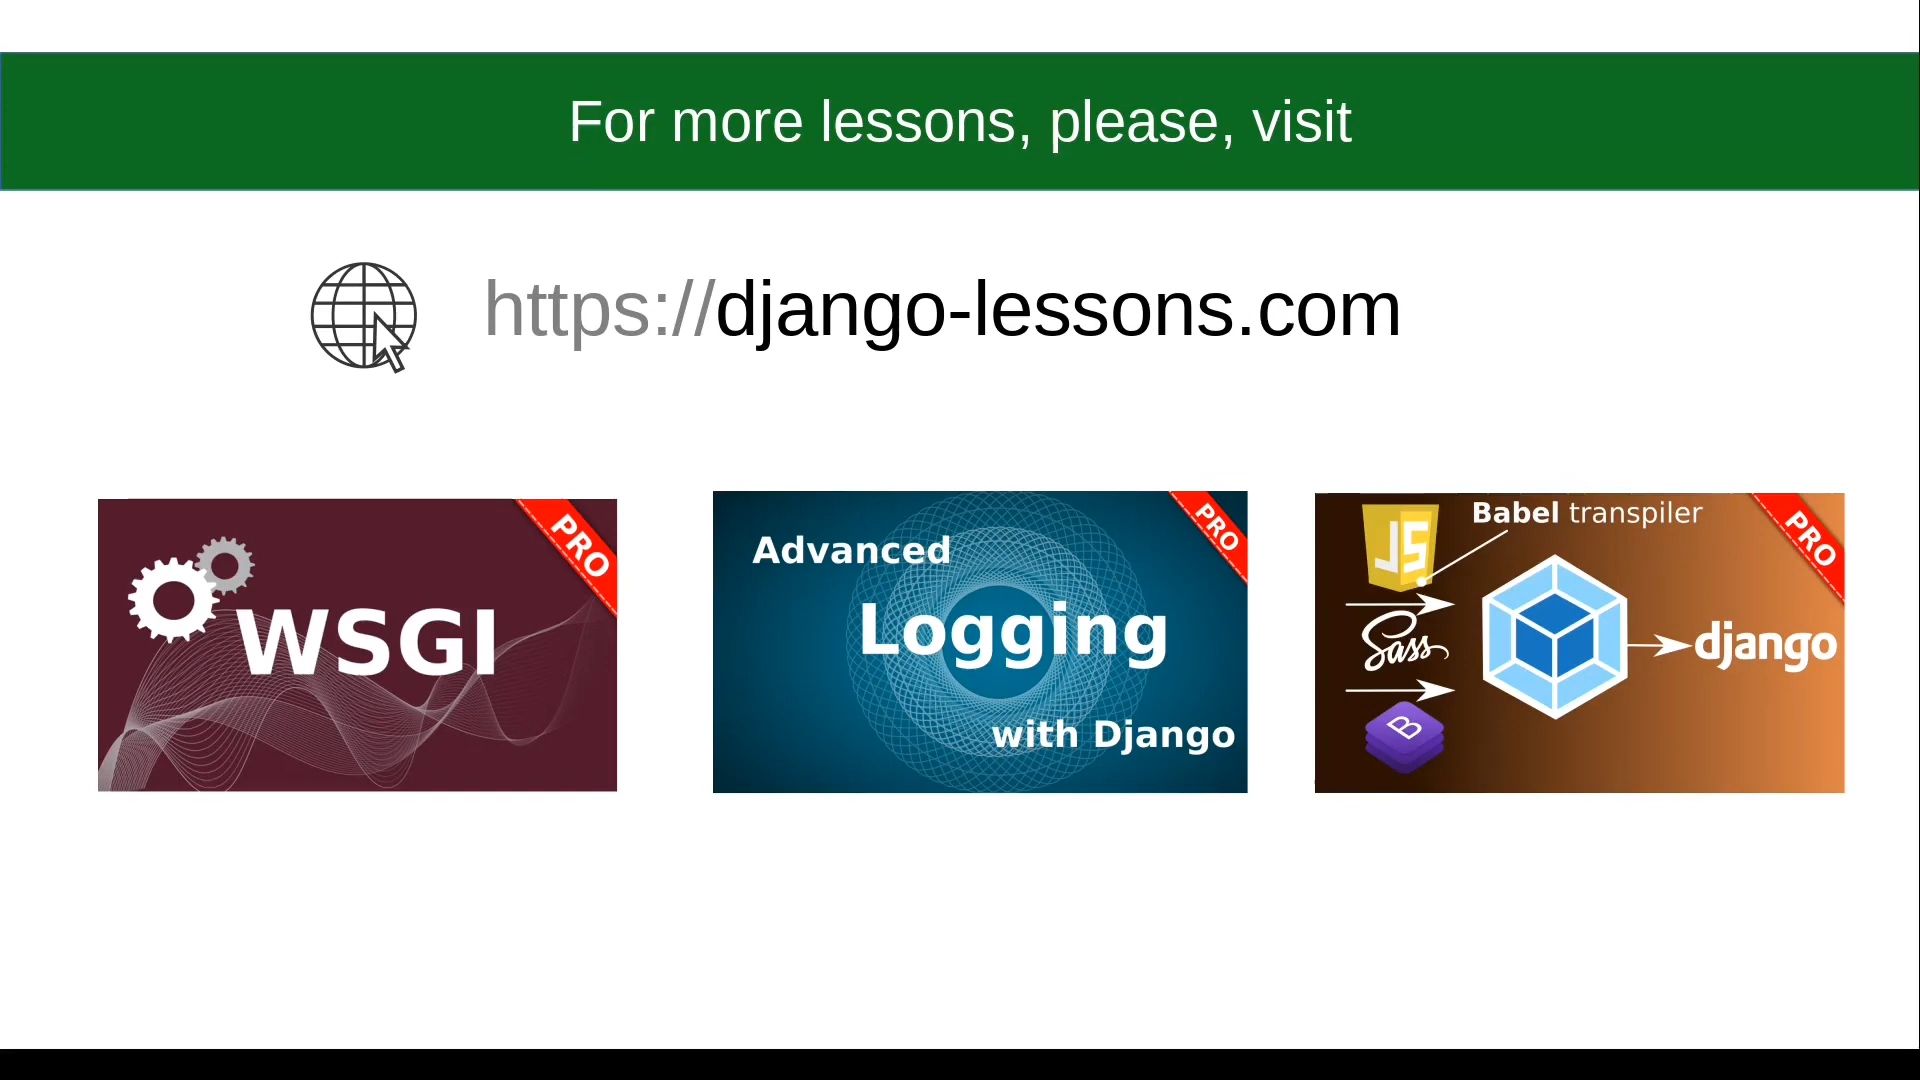 For more lessons, please, visit
https://django-lessons.com
PRO
WSGI
PRO
Advanced
Logging
with Django
PRO
Babel transpiler
JS
Sass
django
B